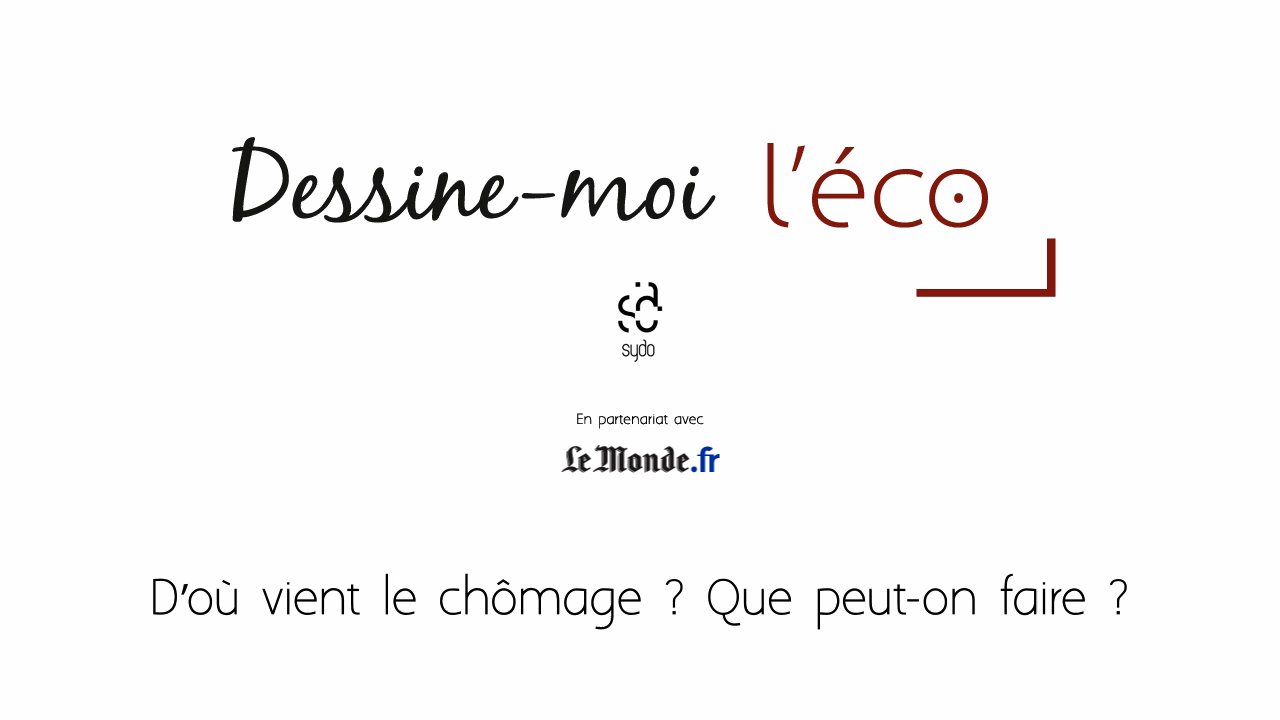 Dessine-moi l'éco
sydo
En partenariat avec
Le Monde.fr
D'où vient le chômage ? Que peut-on faire ?